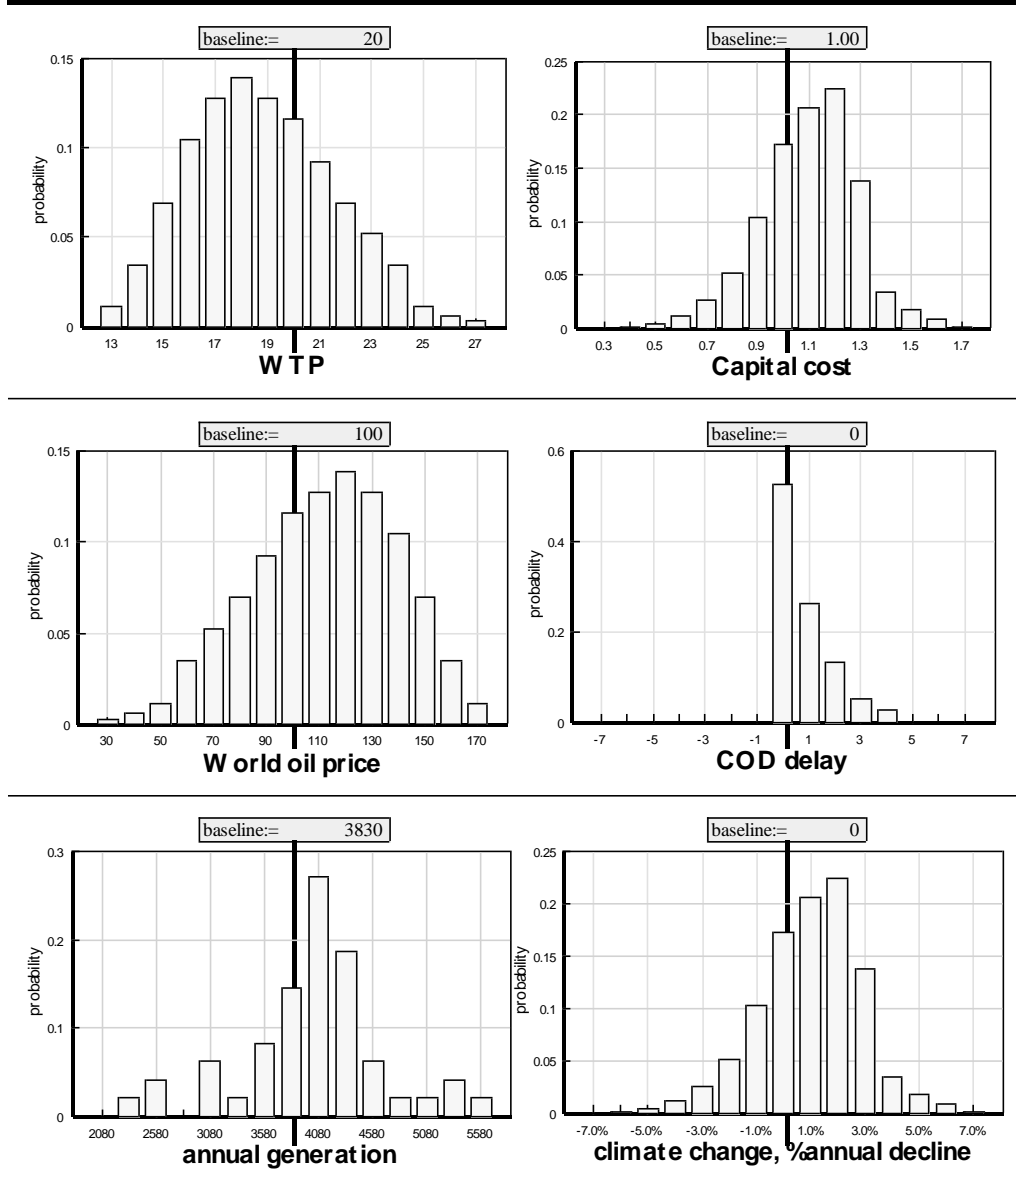 baseline:= 20
0.15
0.1
0.05
0
probability
13 15 17 19 21 23 25 27
WTP
baseline:= 1.00
0.25
0.2
0.15
0.1
0.05
0
probability
0.3 0.5 0.7 0.9 1.1 1.3 1.5 1.7
Capital cost
baseline:= 100
0.15
0.1
0.05
0
probability
30 50 70 90 110 130 150 170
World oil price
baseline:= 0
0.6
0.4
0.2
0
probability
-7 -5 -3 -1 1 3 5 7
COD delay
baseline:= 3830
0.3
0.2
0.1
0
probability
2080 2580 3080 3580 4080 4580 5080 5580
annual generation
baseline:= 0
0.25
0.2
0.15
0.1
0.05
0
probability
-7.0% -5.0% -3.0% -1.0% 1.0% 3.0% 5.0% 7.0%
climate change, %annual decline